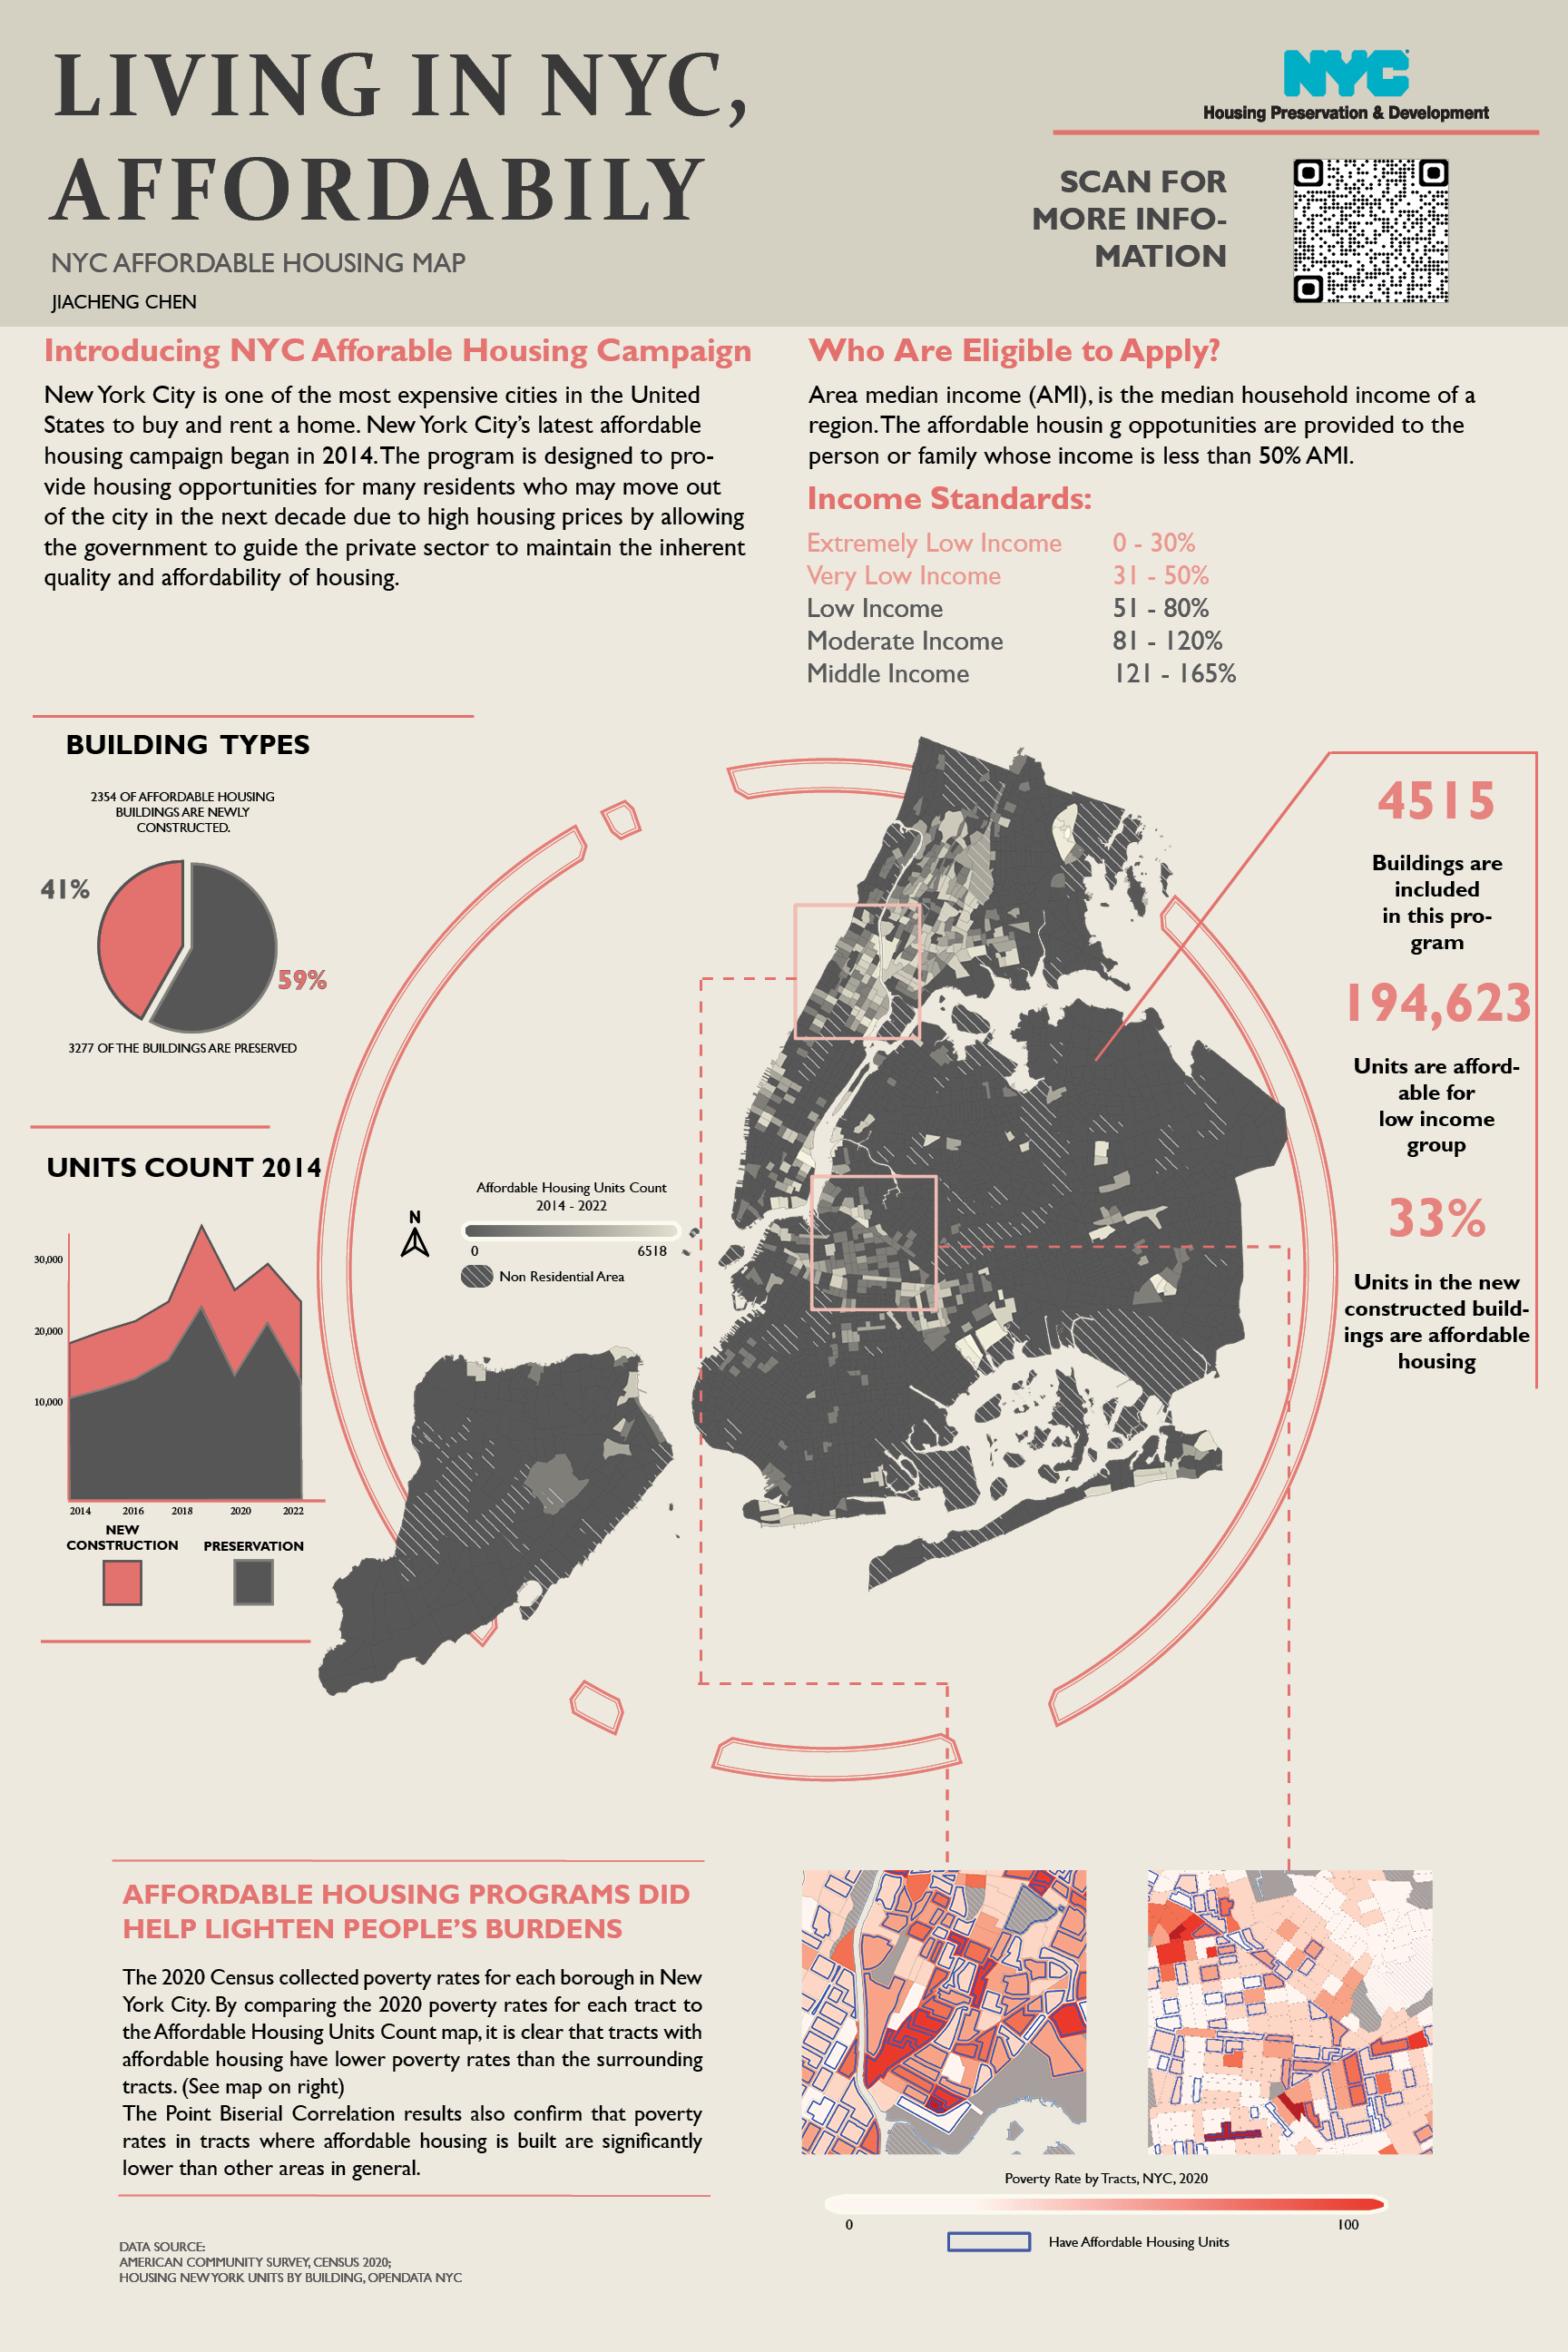 LIVING IN NYC,
AFFORDABILY
NYC AFFORDABLE HOUSING MAP
JIACHENG CHEN
NYC
Housing Preservation & Development
SCAN FOR
MORE INFO-
MATION
Introducing NYC Afforable Housing Campaign
New York City is one of the most expensive cities in the United
States to buy and rent a home. New York City's latest affordable
housing campaign began in 2014. The program is designed to pro-
vide housing opportunities for many residents who may move out
of the city in the next decade due to high housing prices by allowing
the government to guide the private sector to maintain the inherent
quality and affordability of housing.
Who Are Eligible to Apply?
Area median income (AMI), is the median household income of a
region. The affordable housin g oppotunities are provided to the
person or family whose income is less than 50% AMI.
Income Standards:
Extremely Low Income 0 - 30%
Very Low Income 31 - 50%
Low Income 51 - 80%
Moderate Income 81 - 120%
Middle Income 121 - 165%
BUILDING TYPES
2354 OF AFFORDABLE HOUSING
BUILDINGS ARE NEWLY
CONSTRUCTED.
41%
59%
3277 OF THE BUILDINGS ARE PRESERVED
UNITS COUNT 2014
30,000
20,000
10,000
2014 2016 2018 2020 2022
NEW
CONSTRUCTION
PRESERVATION
N
Affordable Housing Units Count
2014 - 2022
0 6518
Non Residential Area
4515
Buildings are
included
in this pro-
gram
194,623
Units are afford-
able for
low income
group
33%
Units in the new
constructed build-
ings are affordable
housing
AFFORDABLE HOUSING PROGRAMS DID
HELP LIGHTEN PEOPLE'S BURDENS
The 2020 Census collected poverty rates for each borough in New
York City. By comparing the 2020 poverty rates for each tract to
the Affordable Housing Units Count map, it is clear that tracts with
affordable housing have lower poverty rates than the surrounding
tracts. (See map on right)
The Point Biserial Correlation results also confirm that poverty
rates in tracts where affordable housing is built are significantly
lower than other areas in general.
Poverty Rate by Tracts, NYC, 2020
0 100
Have Affordable Housing Units
DATA SOURCE:
AMERICAN COMMUNITY SURVEY, CENSUS 2020;
HOUSING NEW YORK UNITS BY BUILDING, OPENDATA NYC